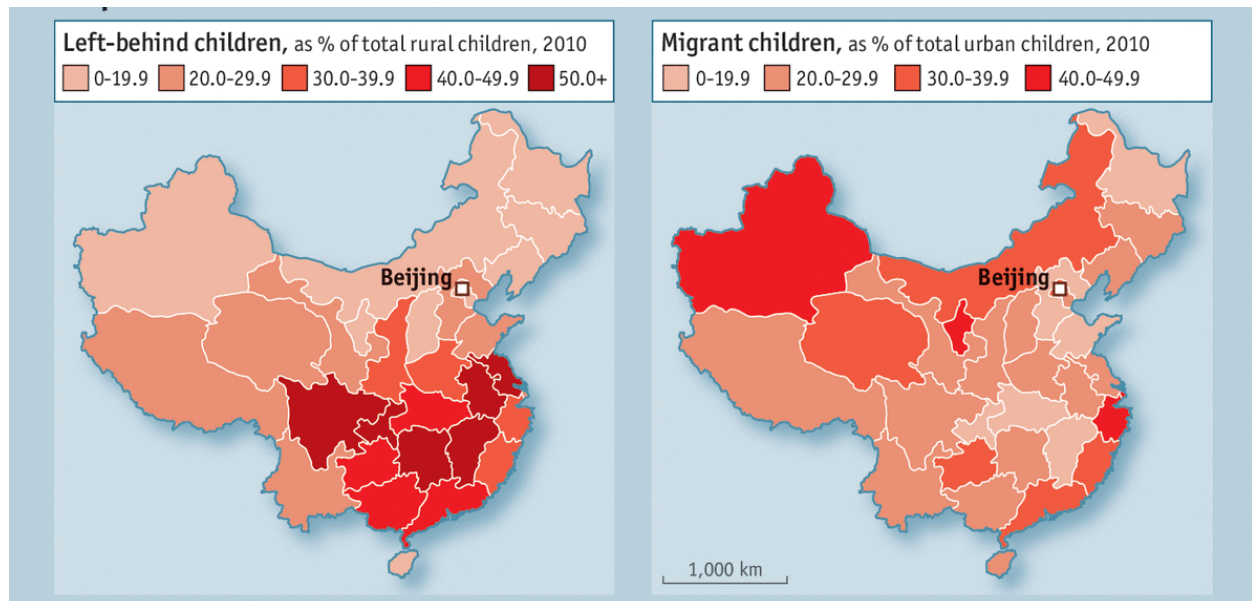 Left-behind children, as % of total rural children, 2010
0-19.9 20.0-29.9 30.0-39.9 40.0-49.9 50.0+
Beijing
Migrant children, as % of total urban children, 2010
0-19.9 20.0-29.9 30.0-39.9 40.0-49.9
Beijing
1,000 km